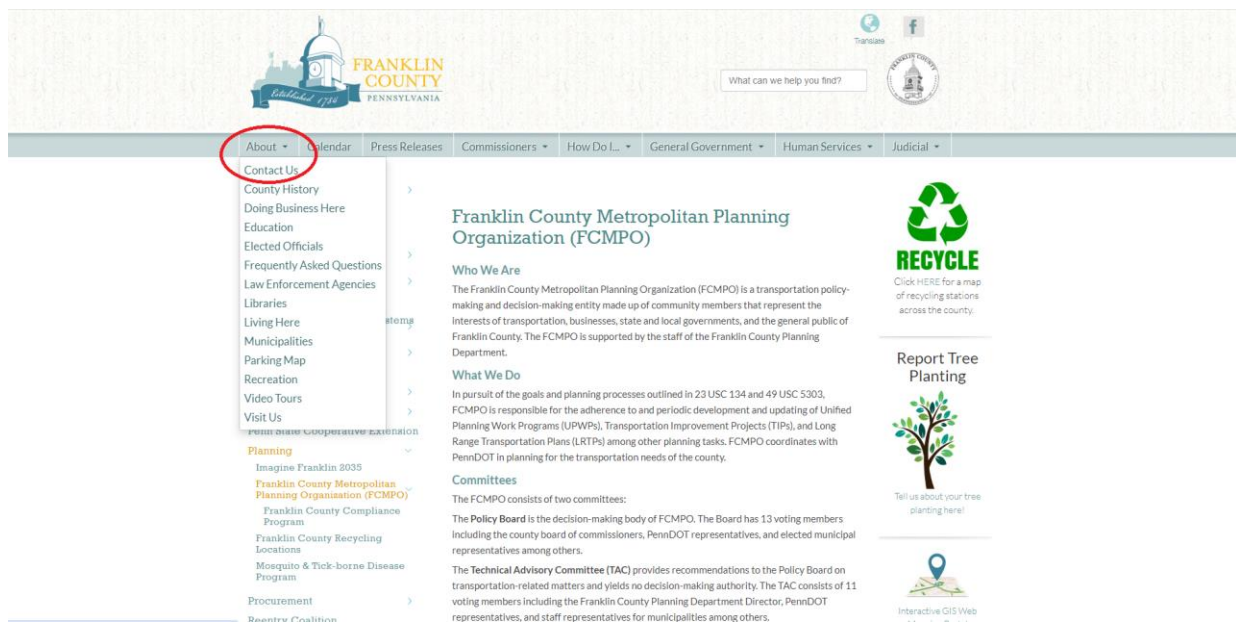 Translate
FRANKLIN
COUNTY
PENNSYLVANIA
Established 1784
What can we help you find?
FRANKLIN COUNTY
About Calendar Press Releases Commissioners How Do I... General Government Human Services Judicial
Contact Us
County History
Doing Business Here
Education
Elected Officials
Frequently Asked Questions
Law Enforcement Agencies
Libraries
Living Here
Municipalities
Parking Map
Recreation
Video Tours
Visit Us
Penn State Cooperative Extension
Planning
Imagine Franklin 2035
Franklin County Metropolitan
Planning Organization (FCMPO)
Franklin County Compliance
Program
Franklin County Recycling
Locations
Mosquito & Tick-borne Disease
Program
Procurement
Reentry Coalition
Franklin County Metropolitan Planning
Organization (FCMPO)
Who We Are
The Franklin County Metropolitan Planning Organization (FCMPO) is a transportation policy-
making and decision-making entity made up of community members that represent the
interests of transportation, businesses, state and local governments, and the general public of
Franklin County. The FCMPO is supported by the staff of the Franklin County Planning
Department.
What We Do
In pursuit of the goals and planning processes outlined in 23 USC 134 and 49 USC 5303,
FCMPO is responsible for the adherence to and periodic development and updating of Unified
Planning Work Programs (UPWPs), Transportation Improvement Projects (TIPs), and Long
Range Transportation Plans (LRTPs) among other planning tasks. FCMPO coordinates with
PennDOT in planning for the transportation needs of the county.
Committees
The FCMPO consists of two committees:
The Policy Board is the decision-making body of FCMPO. The Board has 13 voting members
including the county board of commissioners, PennDOT representatives, and elected municipal
representatives among others.
The Technical Advisory Committee (TAC) provides recommendations to the Policy Board on
transportation-related matters and yields no decision-making authority. The TAC consists of 11
voting members including the Franklin County Planning Department Director, PennDOT
representatives, and staff representatives for municipalities among others.
RECYCLE
Click HERE for a map
of recycling stations
across the county.
Report Tree
Planting
Tell us about your tree
planting here!
Interactive GIS Web